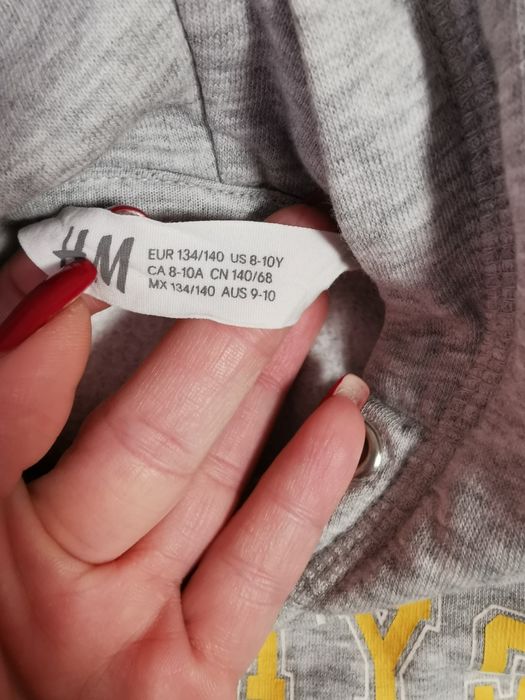 H&M
EUR 134/140 US 8-10Y
CA 8-10A CN 140/68
MX 134/140 AUS 9-10